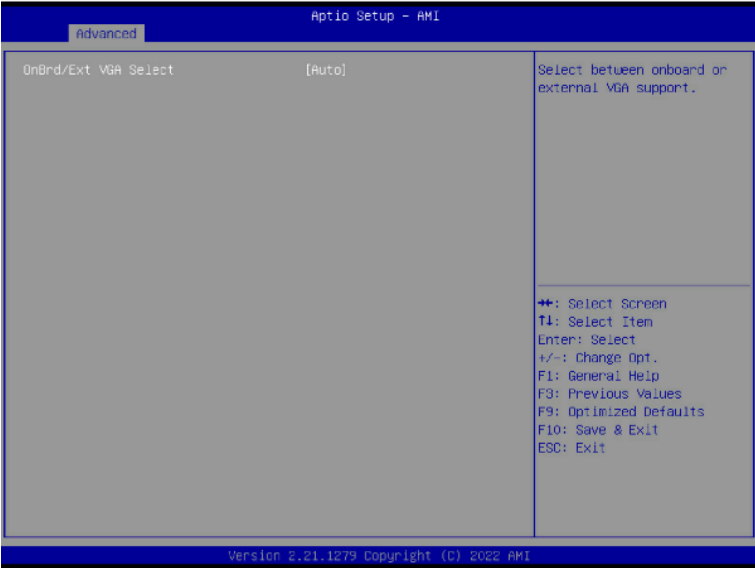 Aptio Setup - AMI
Advanced
OnBrd/Ext VGA Select [Auto]
Select between onboard or
external VGA support.
→←: Select Screen
↑↓: Select Item
Enter: Select
+/-: Change Opt.
F1: General Help
F3: Previous Values
F9: Optimized Defaults
F10: Save & Exit
ESC: Exit
Version 2.21.1279 Copyright (C) 2022 AMI